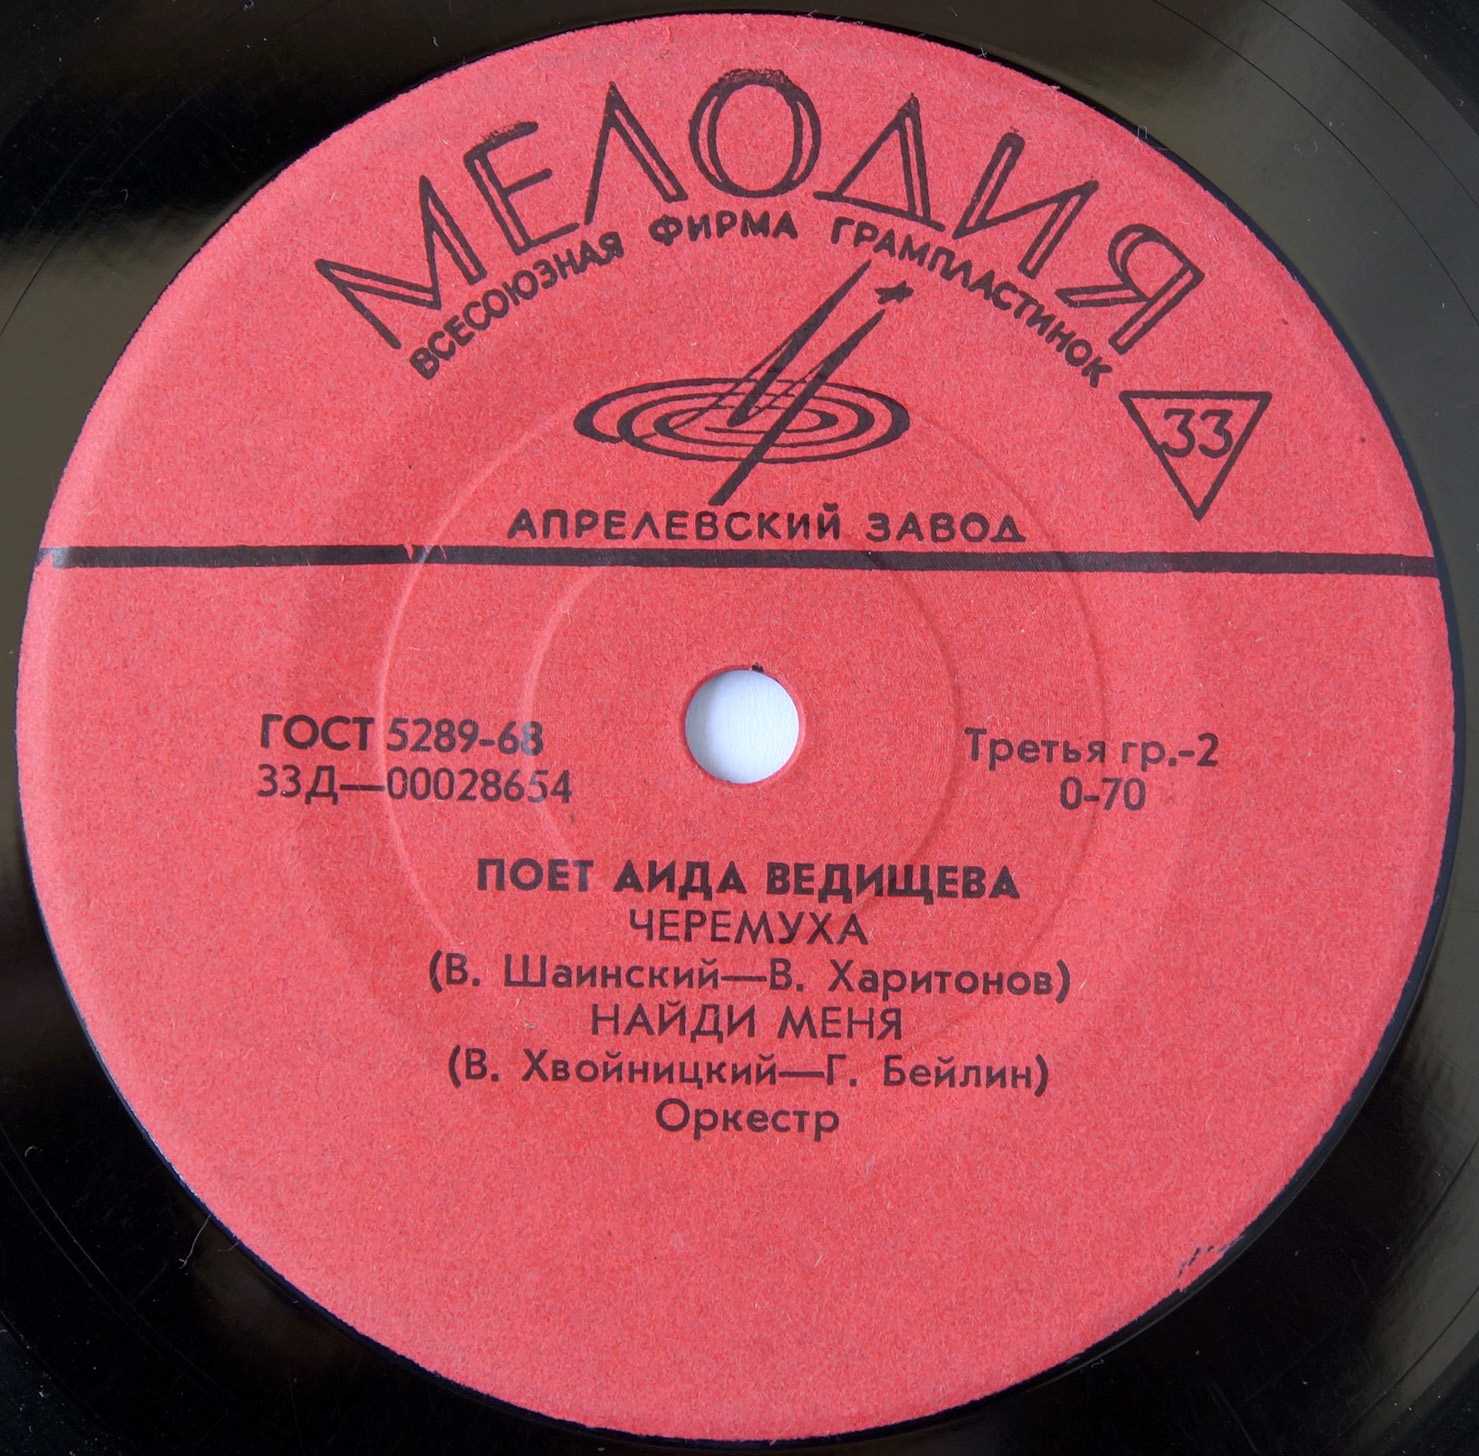 МЕЛОДИЯ
ВСЕСОЮЗНАЯ ФИРМА ГРАМПЛАСТИНОК
33
АПРЕЛЕВСКИЙ ЗАВОД
ГОСТ 5289-68
33Д—00028654
Третья гр.-2
0-70
ПОЕТ АИДА ВЕДИЩЕВА
ЧЕРЕМУХА
(В. Шаинский—В. Харитонов)
НАЙДИ МЕНЯ
(В. Хвойницкий—Г. Бейлин)
Оркестр